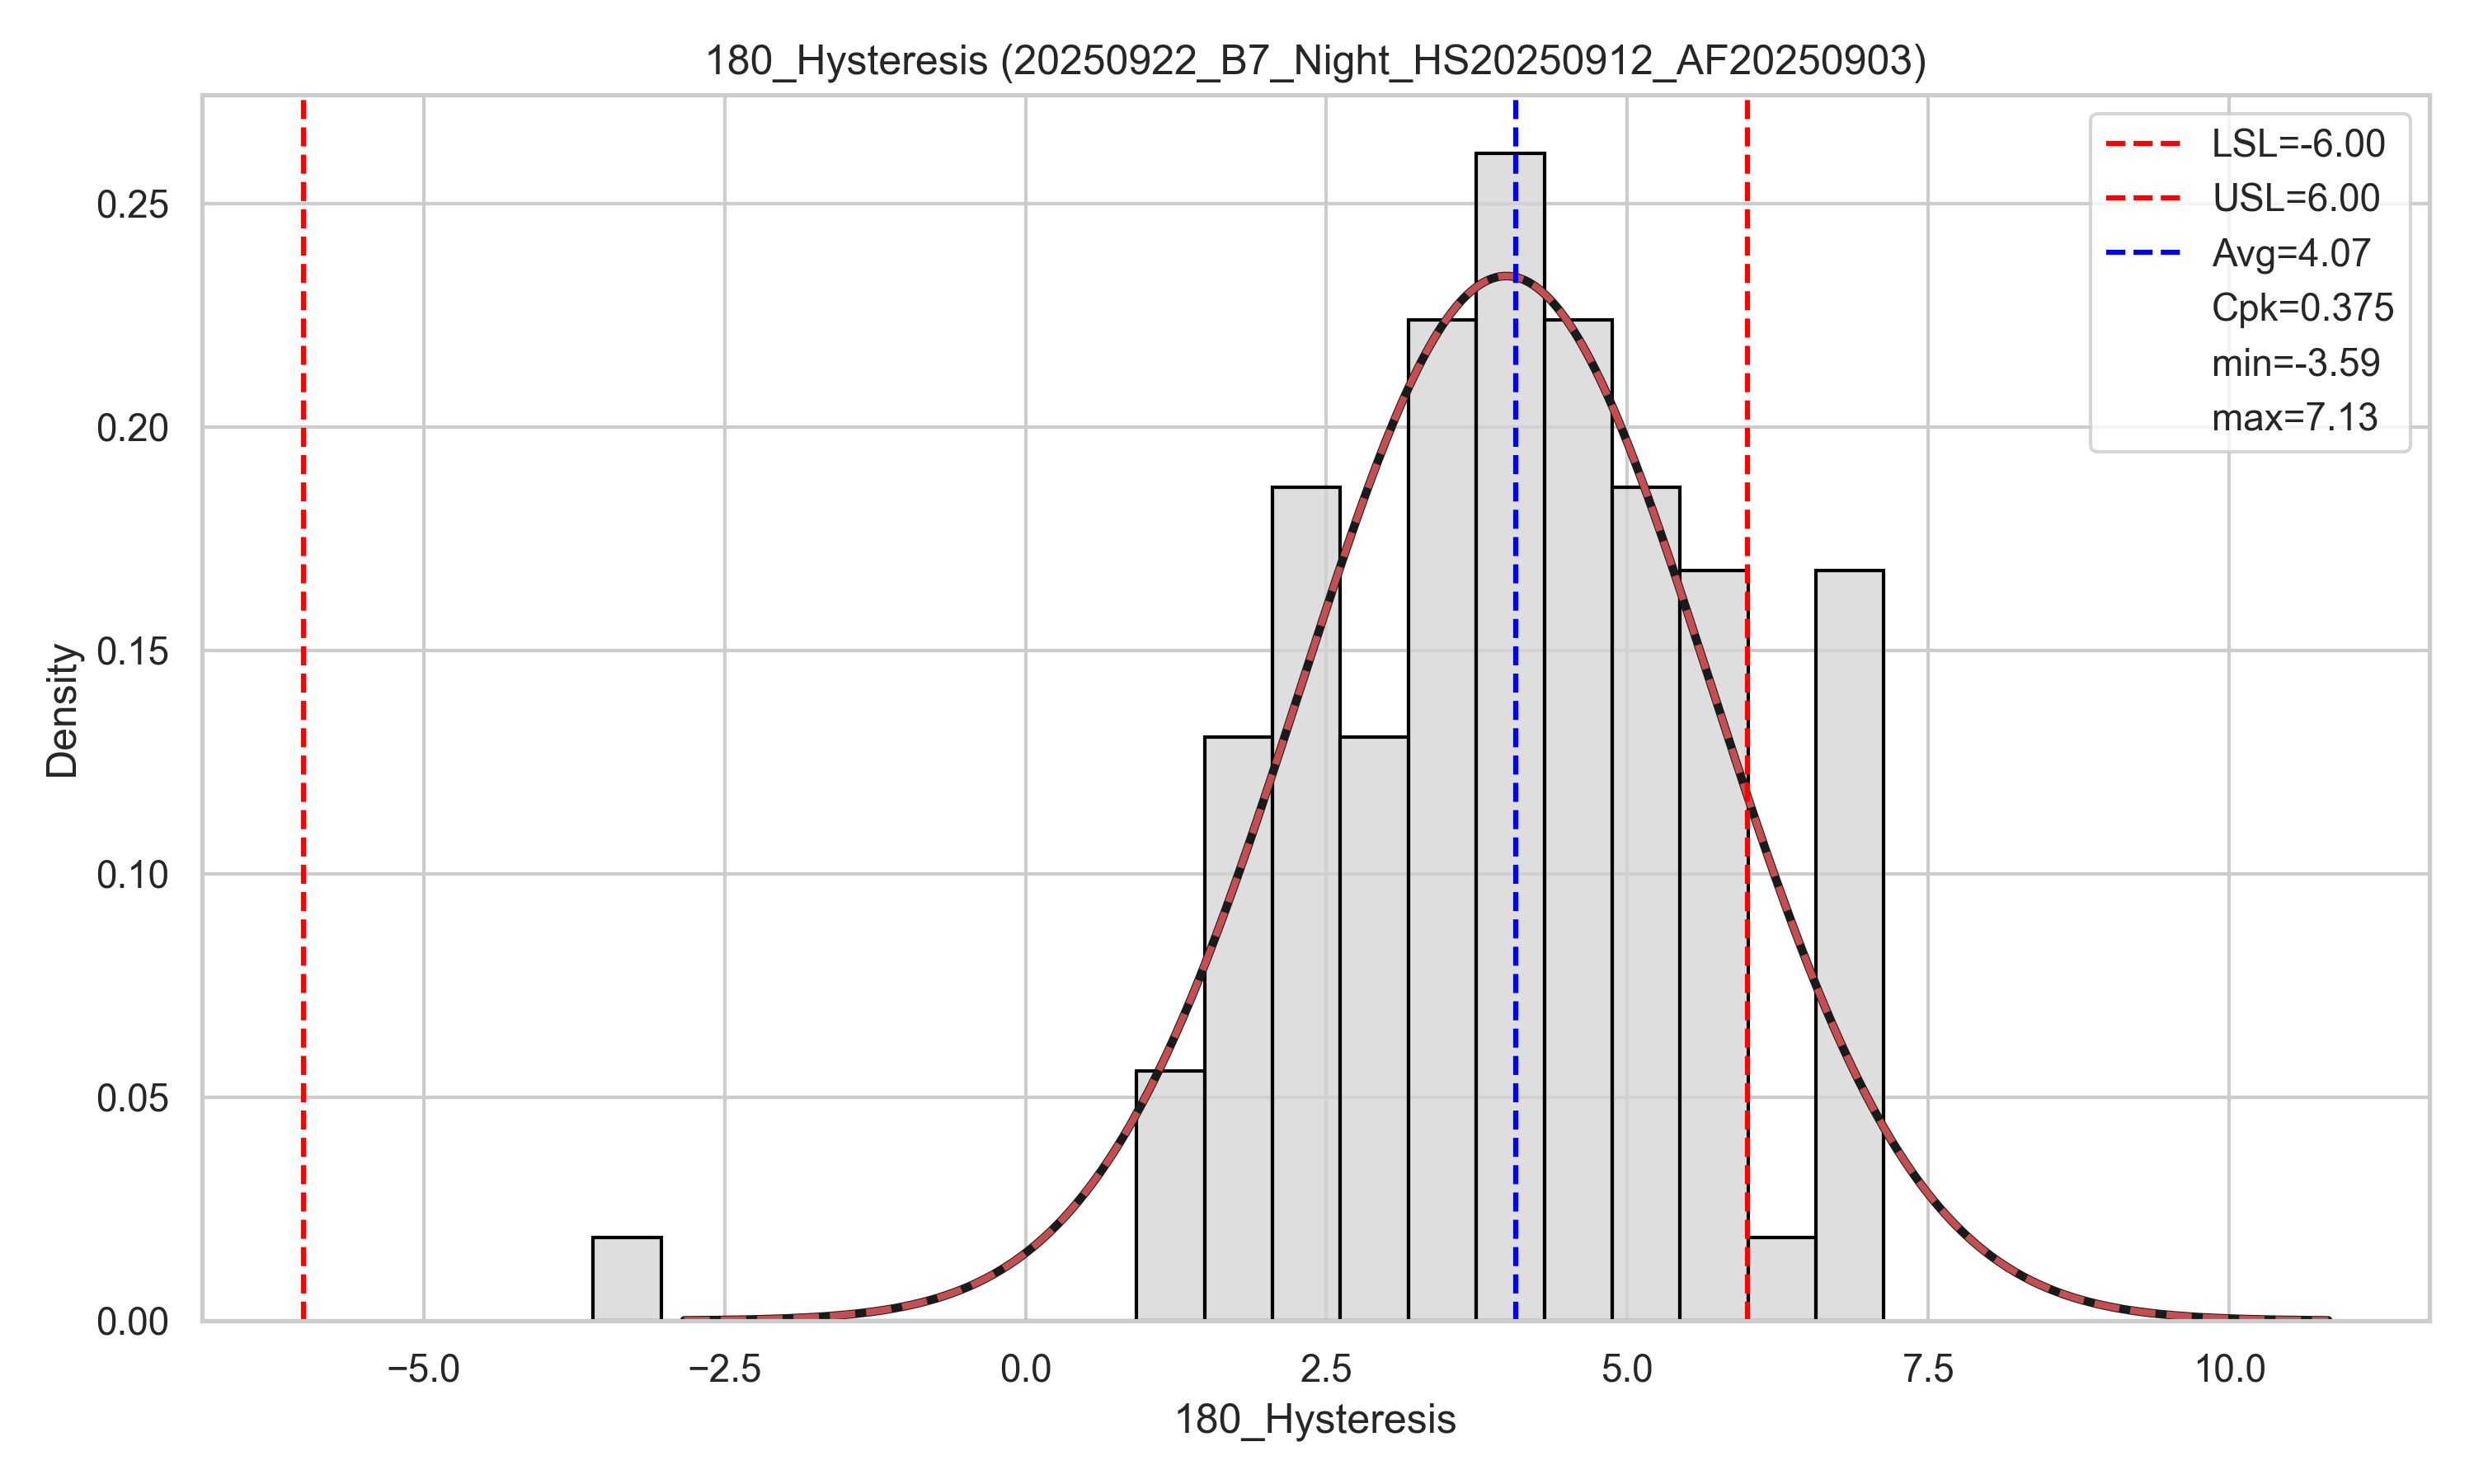 180_Hysteresis (20250922_B7_Night_HS20250912_AF20250903)
LSL=-6.00
USL=6.00
Avg=4.07
Cpk=0.375
min=-3.59
max=7.13
Density
0.25
0.20
0.15
0.10
0.05
0.00
−5.0 −2.5 0.0 2.5 5.0 7.5 10.0
180_Hysteresis